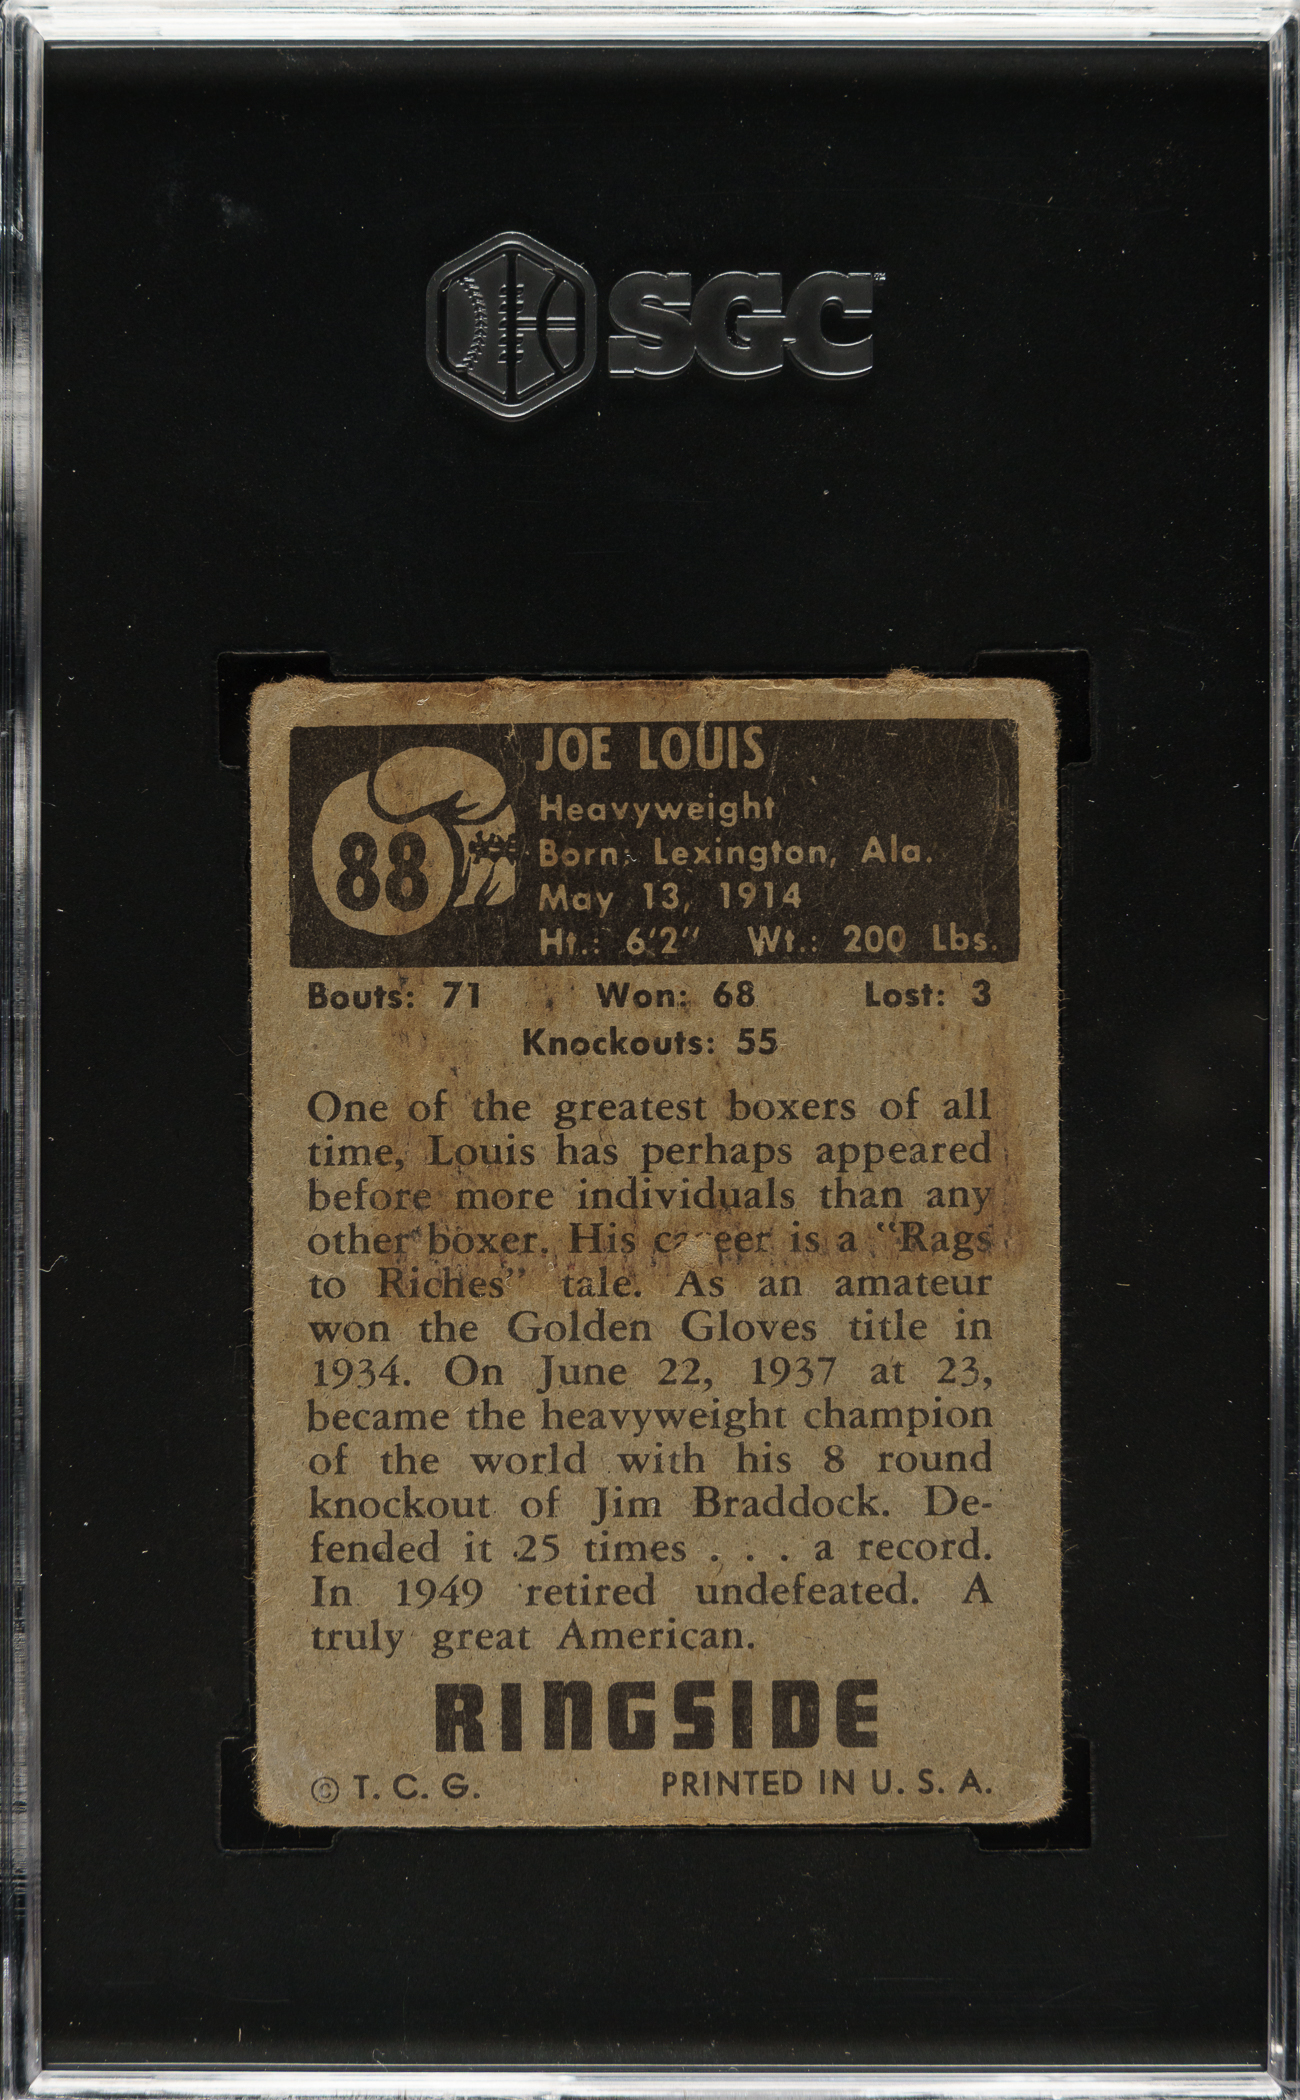 SGC
JOE LOUIS
88
Heavyweight
Born: Lexington, Ala.
May 13, 1914
Ht.: 6'2" Wt.: 200 Lbs.
Bouts: 71 Won: 68 Lost: 3
Knockouts: 55
One of the greatest boxers of all
time, Louis has perhaps appeared
before more individuals than any
other boxer. His career is a "Rags
to Riches" tale. As an amateur
won the Golden Gloves title in
1934. On June 22, 1937 at 23,
became the heavyweight champion
of the world with his 8 round
knockout of Jim Braddock. De-
fended it 25 times . . . a record.
In 1949 retired undefeated. A
truly great American.
RINGSIDE
© T. C. G. PRINTED IN U. S. A.